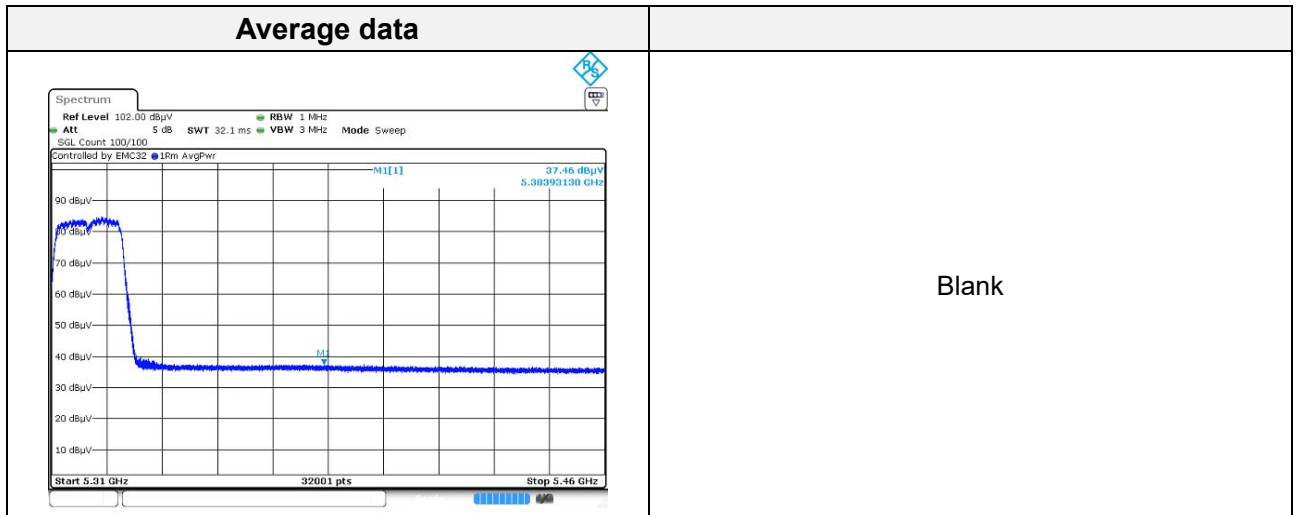 Average data
R&S
Spectrum
Ref Level 102.00 dBµV RBW 1 MHz
Att 5 dB SWT 32.1 ms VBW 3 MHz Mode Sweep
SGL Count 100/100
Controlled by EMC32 1Rm AvgPwr
M1[1] 37.46 dBµV
5.38393130 GHz
90 dBµV
80 dBµV
70 dBµV
60 dBµV
50 dBµV
40 dBµV
M1
30 dBµV
20 dBµV
10 dBµV
Start 5.31 GHz 32001 pts Stop 5.46 GHz
Blank